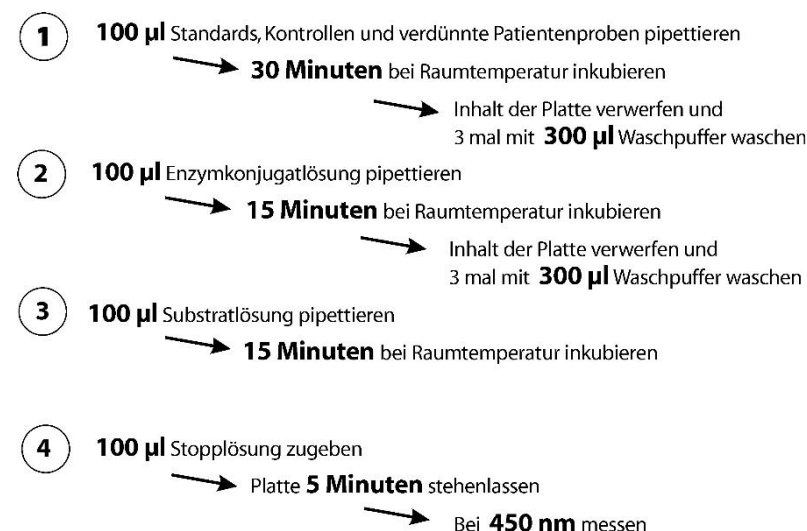 1 100 µl Standards, Kontrollen und verdünnte Patientenproben pipettieren
30 Minuten bei Raumtemperatur inkubieren
Inhalt der Platte verwerfen und
3 mal mit 300 µl Waschpuffer waschen
2 100 µl Enzymkonjugatlösung pipettieren
15 Minuten bei Raumtemperatur inkubieren
Inhalt der Platte verwerfen und
3 mal mit 300 µl Waschpuffer waschen
3 100 µl Substratlösung pipettieren
15 Minuten bei Raumtemperatur inkubieren
4 100 µl Stopplösung zugeben
Platte 5 Minuten stehenlassen
Bei 450 nm messen